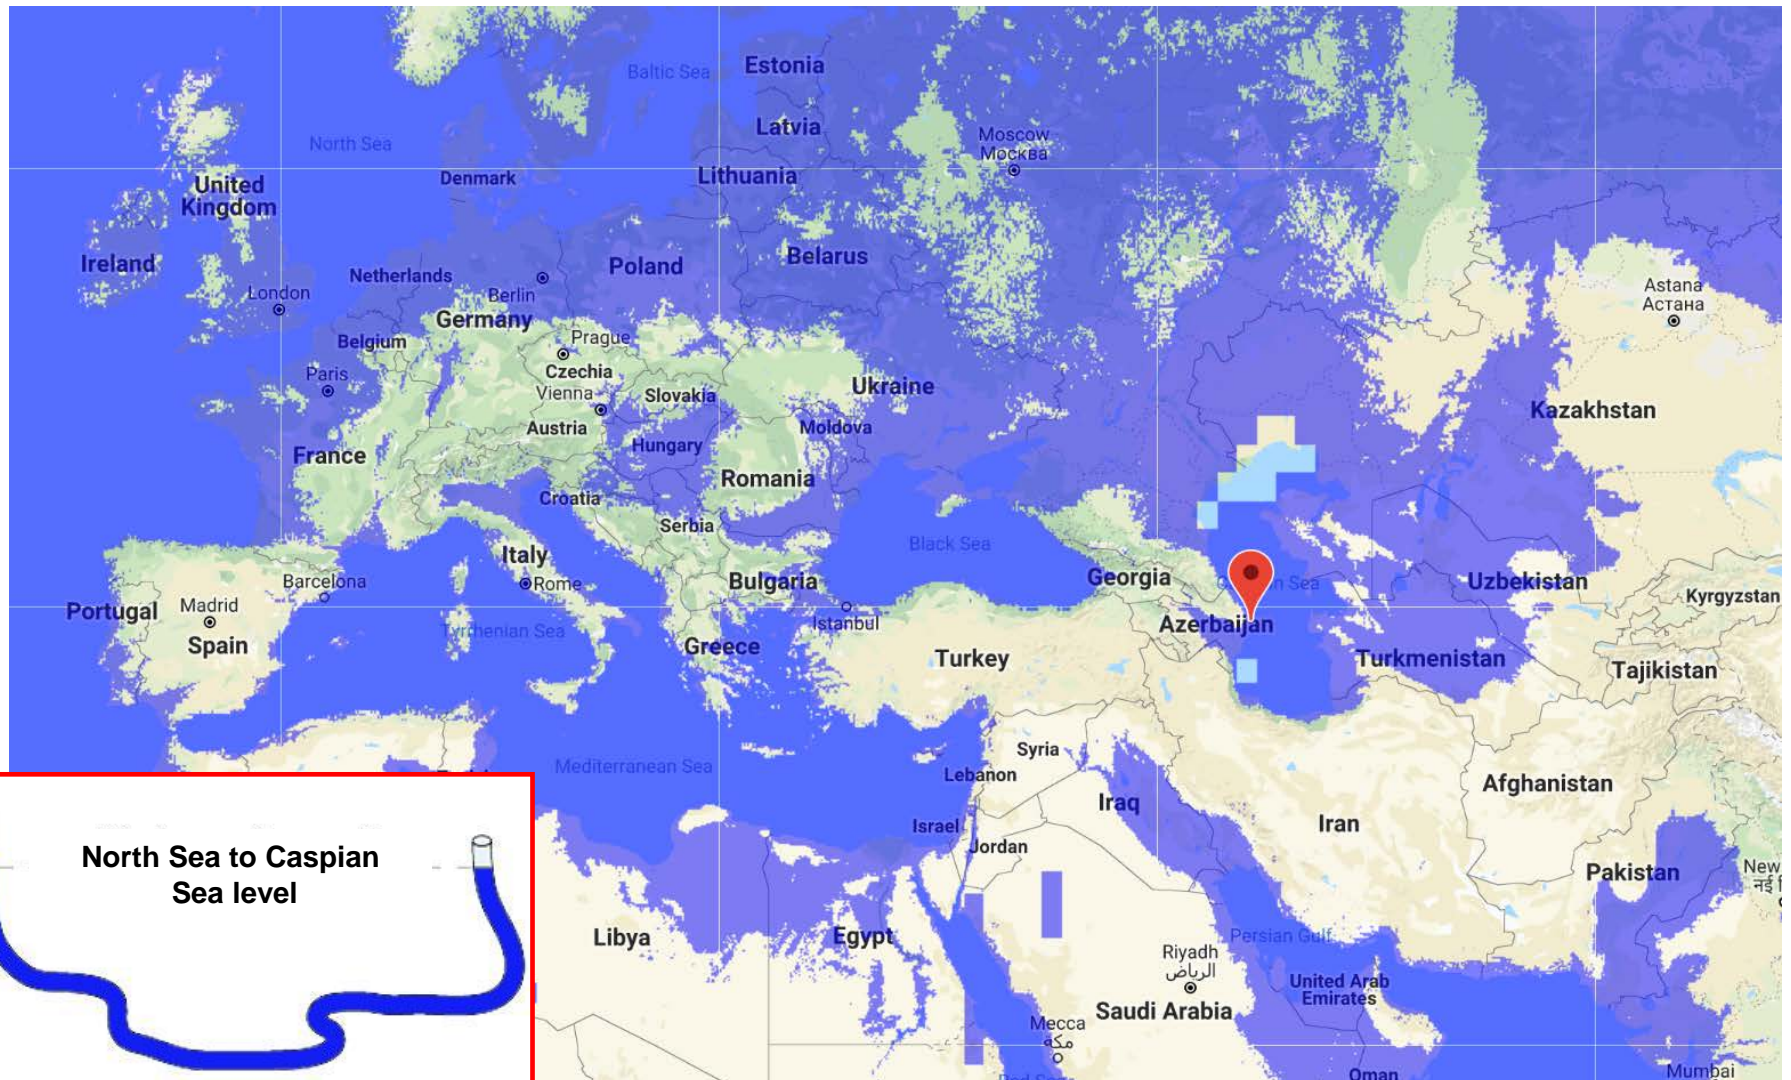 Baltic Sea
Estonia
Latvia
Moscow
Москва
North Sea
United
Kingdom
Denmark
Lithuania
Ireland
Netherlands
Poland
Belarus
London
Berlin
Germany
Astana
Астана
Belgium
Prague
Czechia
Paris
Vienna
Slovakia
Ukraine
Austria
Moldova
Kazakhstan
France
Hungary
Romania
Croatia
Serbia
Black Sea
Italy
Rome
Barcelona
Bulgaria
Georgia
Sea
Uzbekistan
Kyrgyzstan
Portugal
Madrid
Spain
Tyrrhenian Sea
Greece
Istanbul
Azerbaijan
Turkey
Turkmenistan
Tajikistan
Mediterranean Sea
Syria
Lebanon
Iraq
Afghanistan
Israel
Jordan
Iran
Pakistan
New
North Sea to Caspian
Sea level
Libya
Egypt
Persian Gulf
Riyadh
الرياض
United Arab
Emirates
Saudi Arabia
Mecca
مكة
Oman
Mumbai